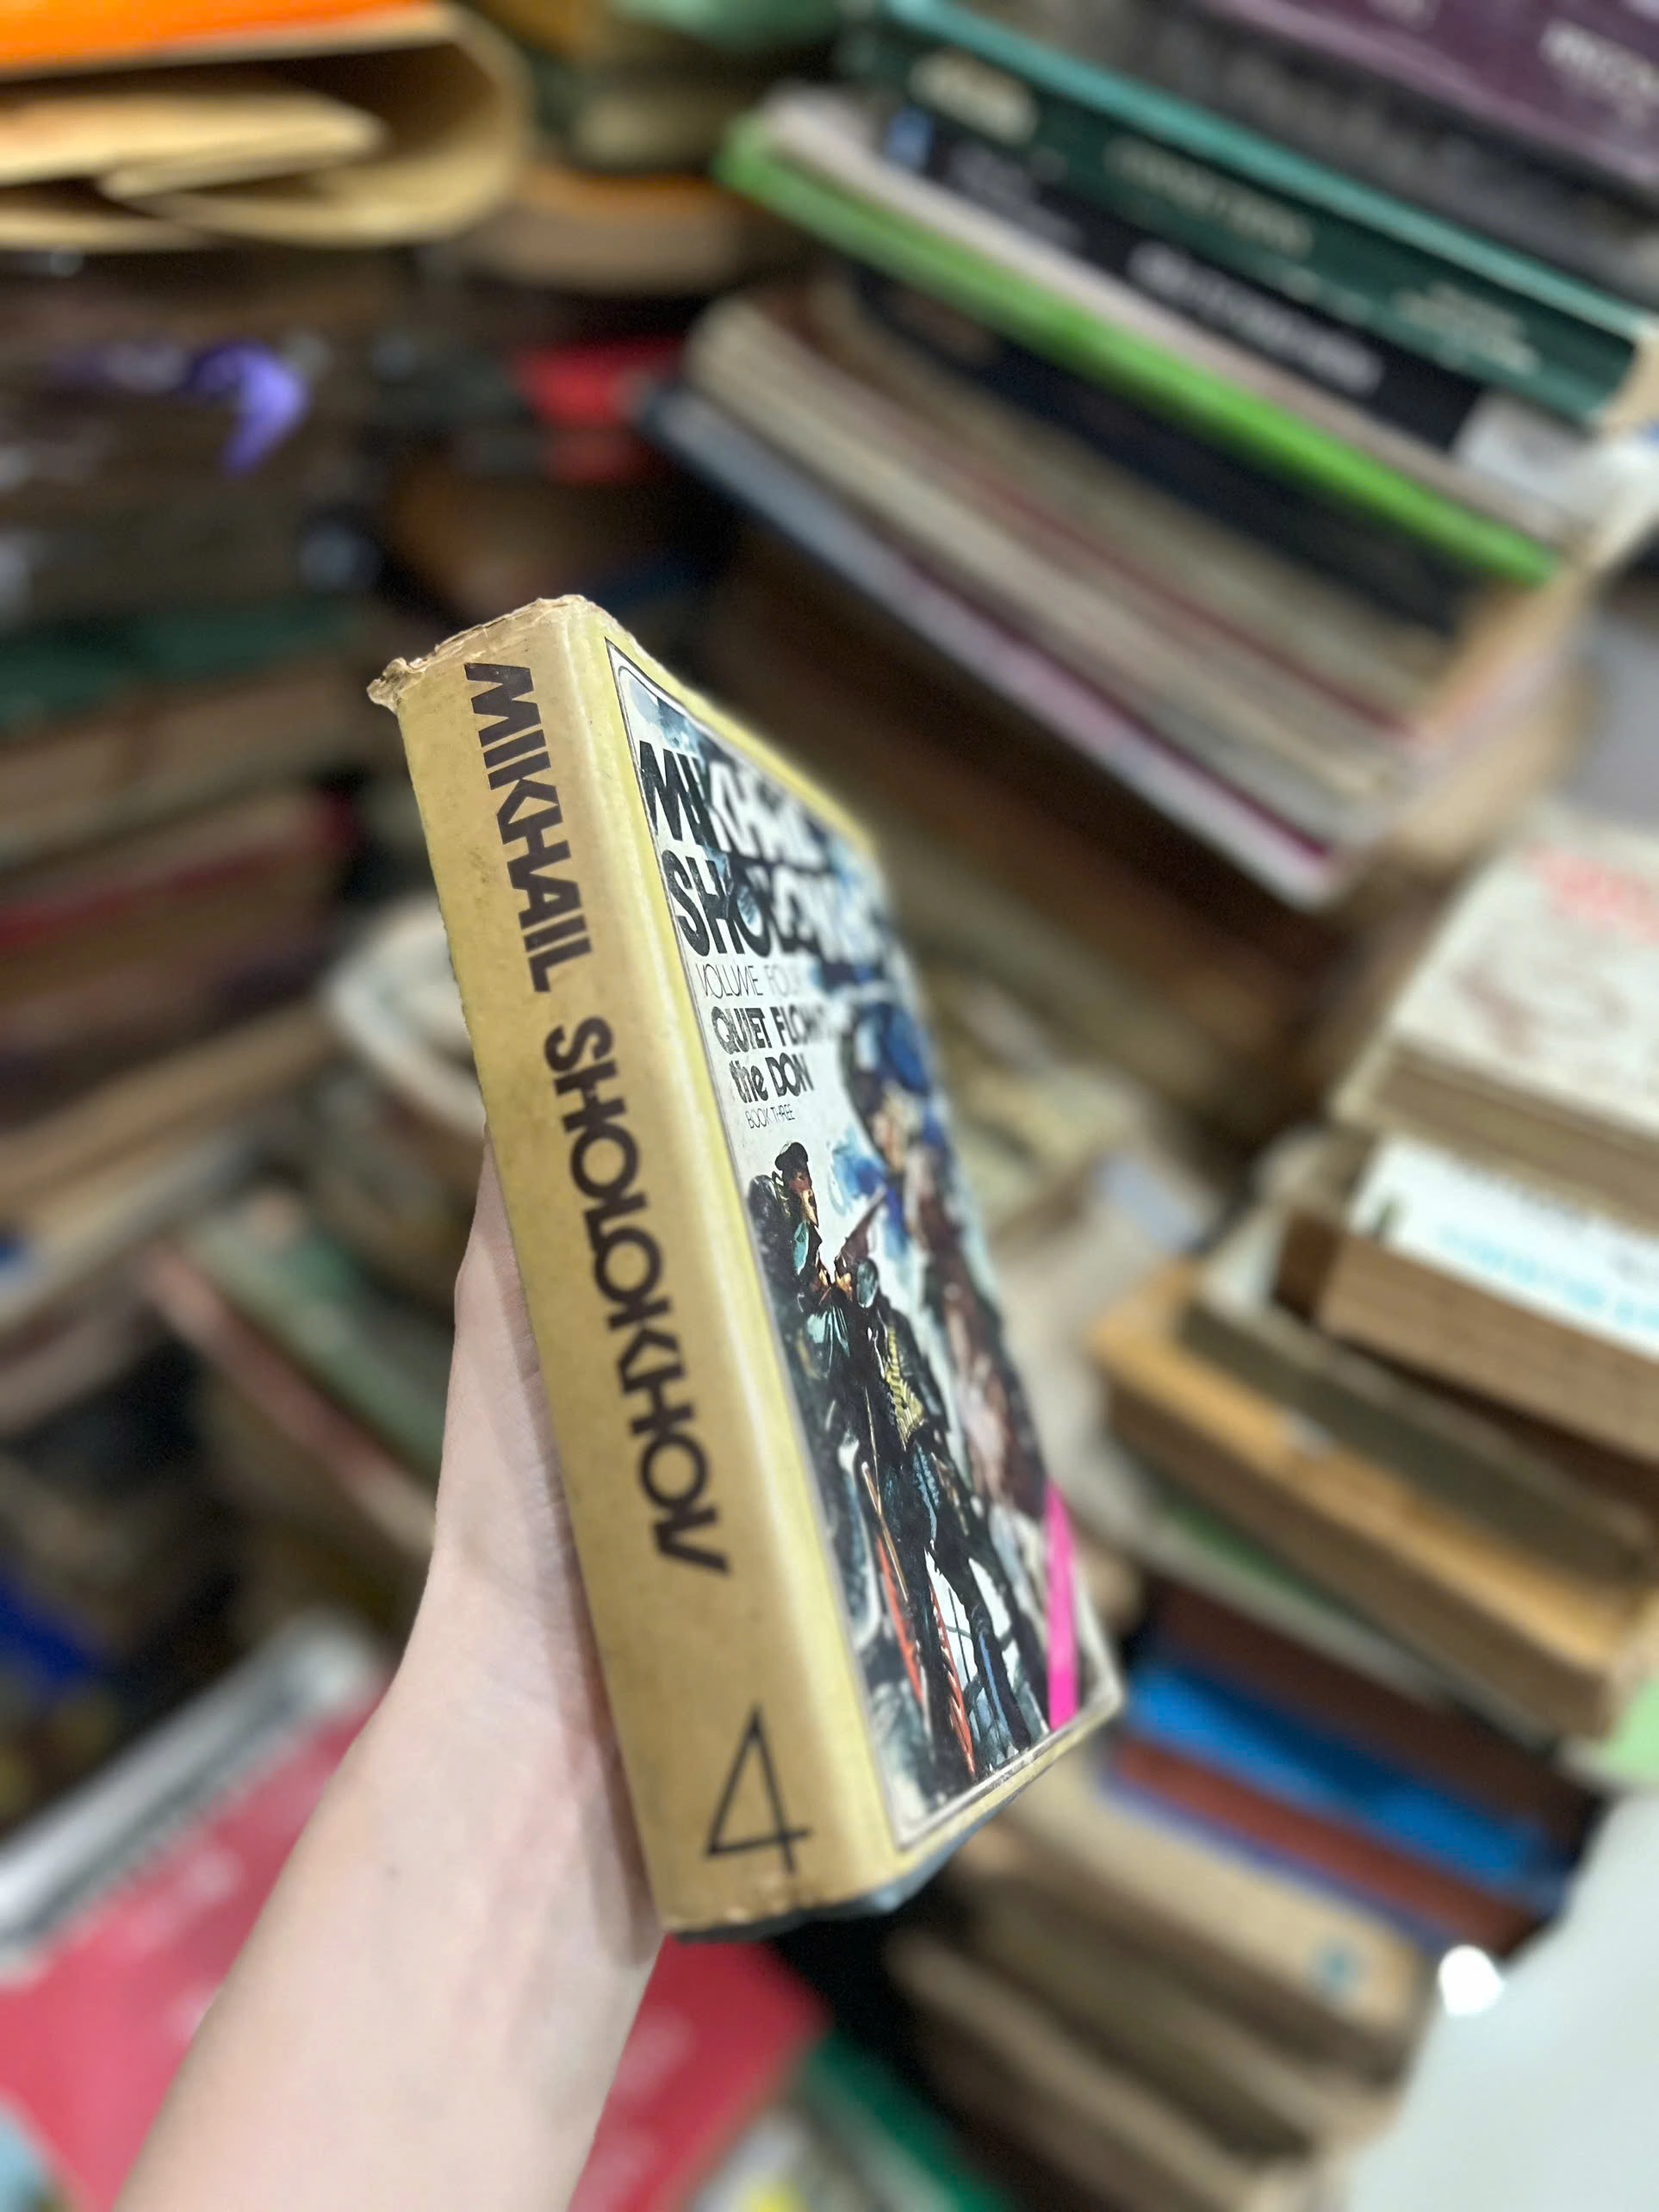 MIKHAIL SHOLOKHOV
4
MIKHAIL
SHOLOKHOV
VOLUME FOUR
QUIET FLOWS
the DON
BOOK THREE